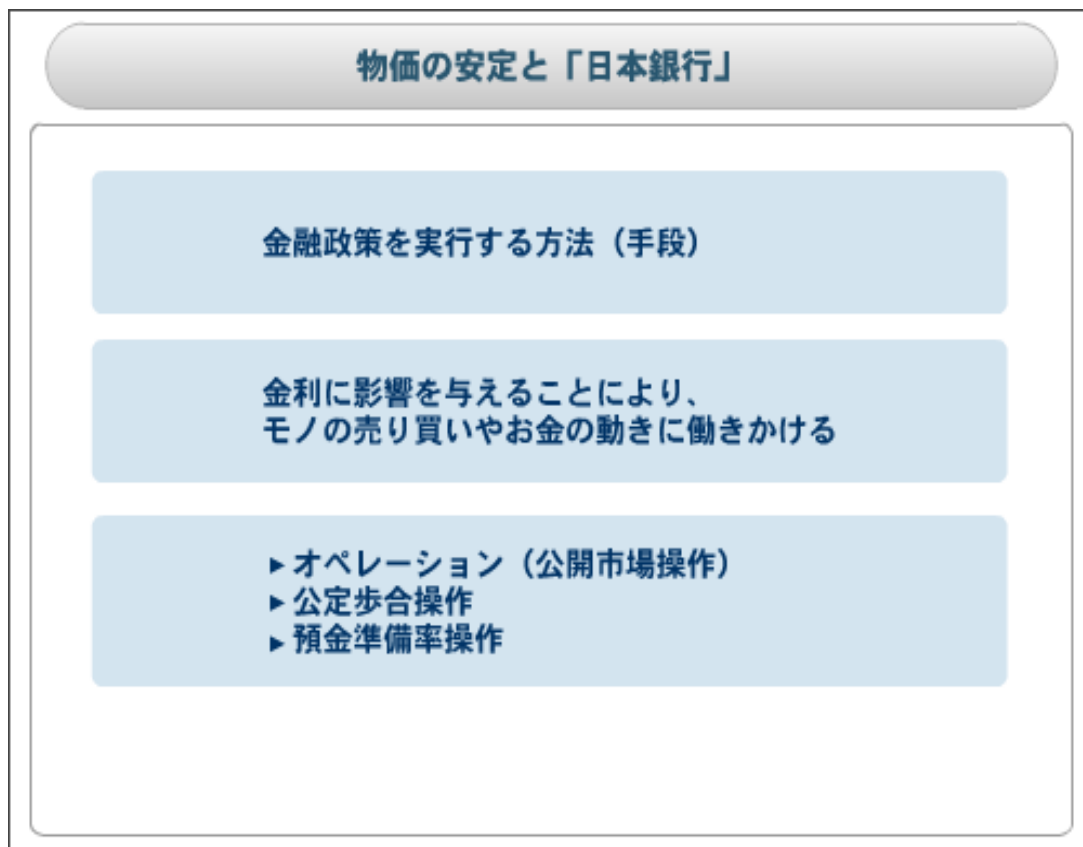 物価の安定と「日本銀行」
金融政策を実行する方法（手段）
金利に影響を与えることにより、
モノの売り買いやお金の動きに働きかける
▶オペレーション（公開市場操作）
▶公定歩合操作
▶預金準備率操作